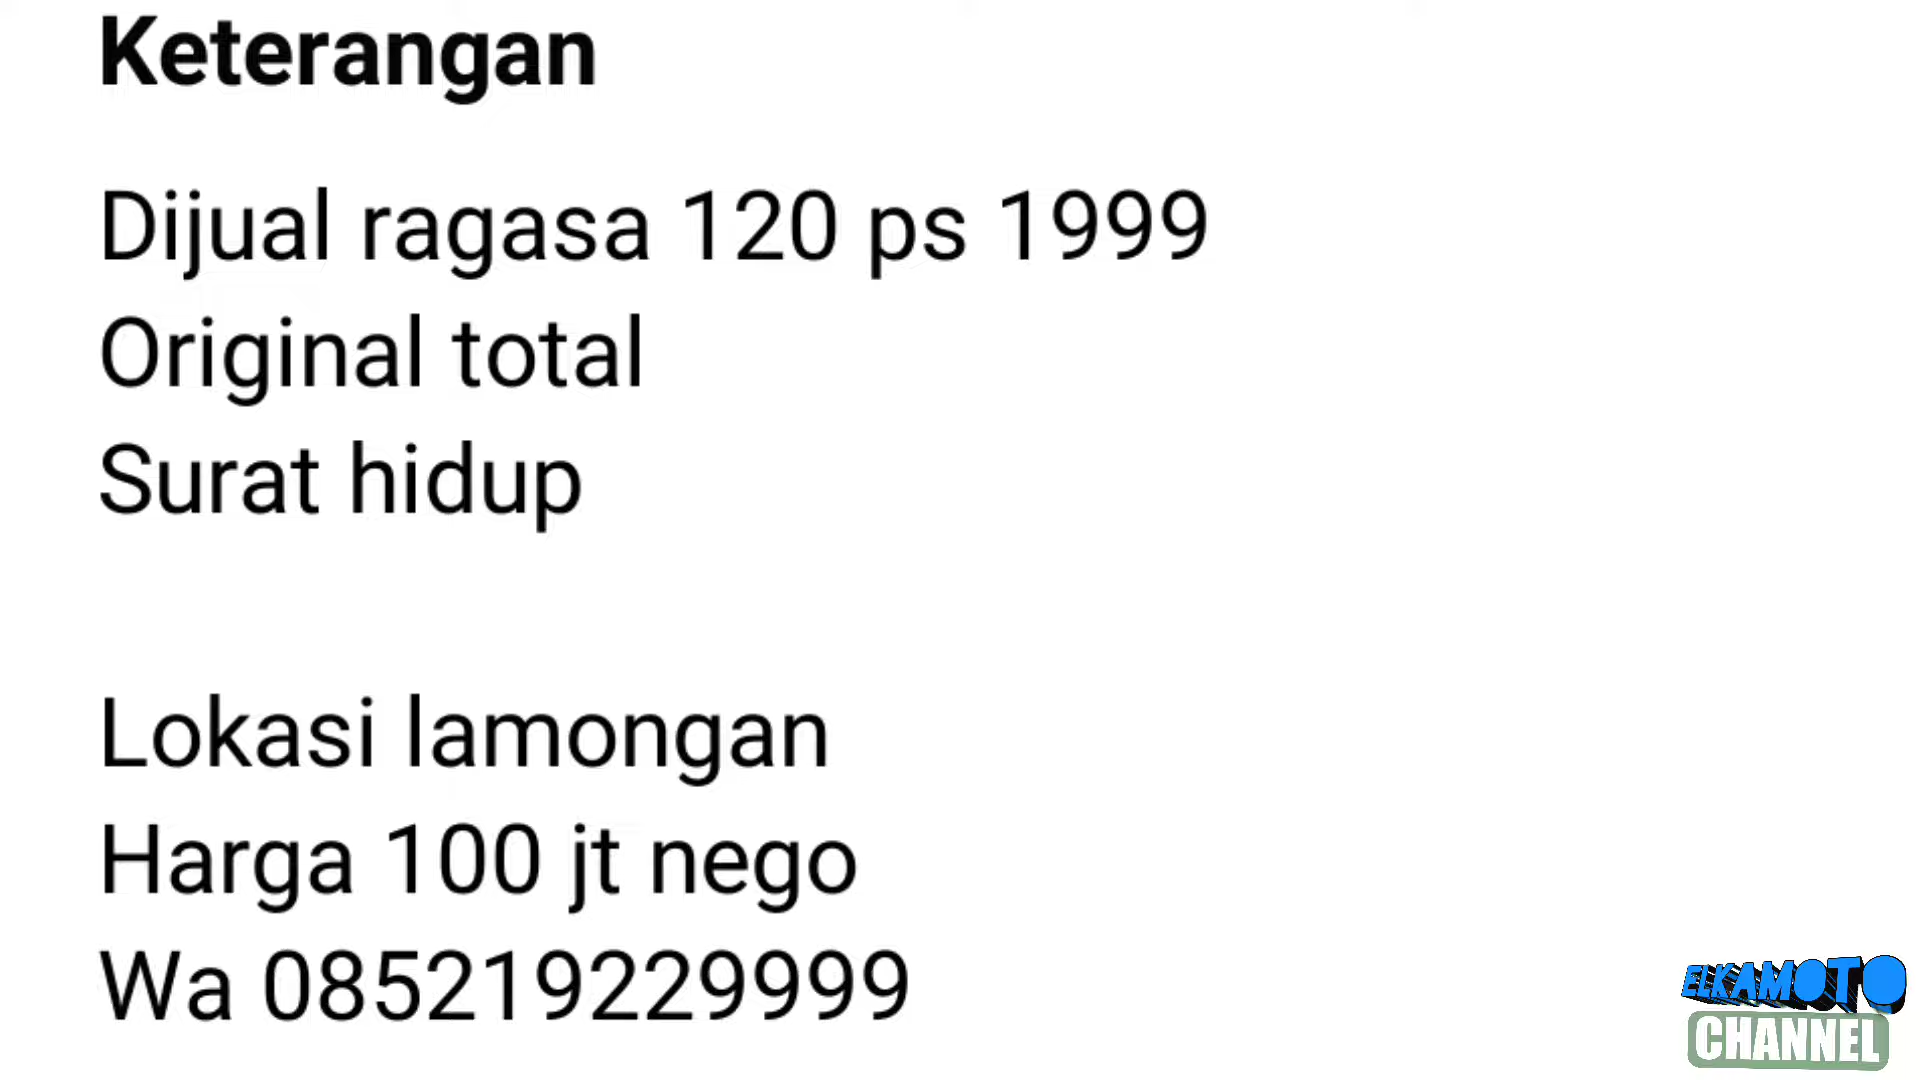 Keterangan
Dijual ragasa 120 ps 1999
Original total
Surat hidup
Lokasi lamongan
Harga 100 jt nego
Wa 085219229999
ELKAMOTO
CHANNEL